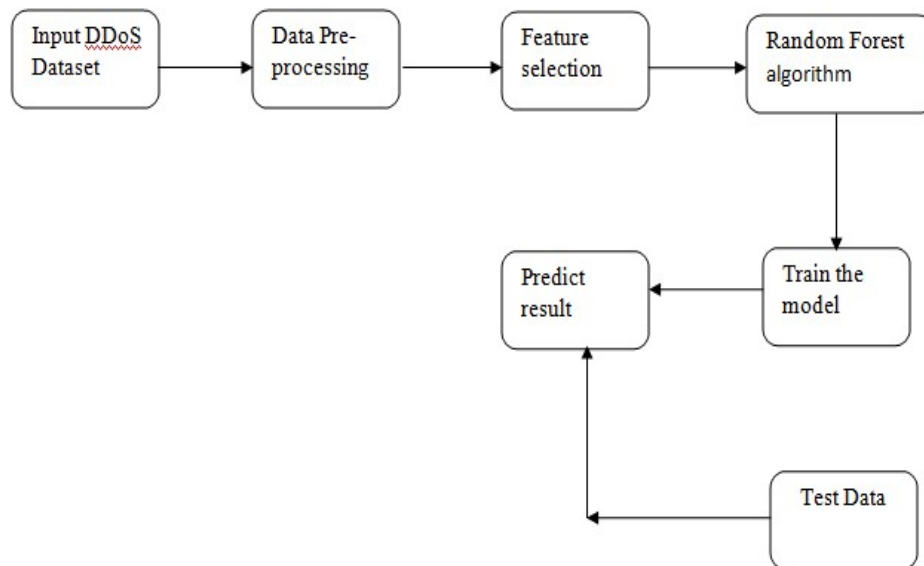 Input DDoS
Dataset
Data Pre-
processing
Feature
selection
Random Forest
algorithm
Predict
result
Train the
model
Test Data